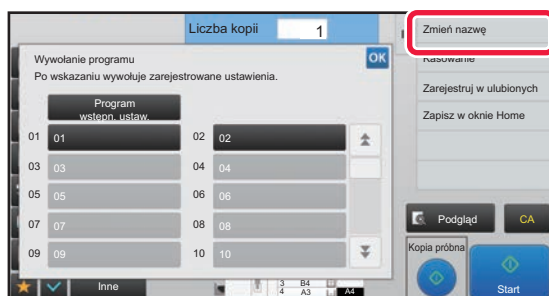 Liczba kopii 1
Zmień nazwę
Kasowanie
Zarejestruj w ulubionych
Zapisz w oknie Home
Wywołanie programu
OK
Po wskazaniu wywołuje zarejestrowane ustawienia.
Program
wstępn. ustaw.
01 01 02 02
03 03 04 04
05 05 06 06
07 07 08 08
09 09 10 10
Podgląd
CA
Kopia próbna
Start
Inne
3 B4
4 A3
A4